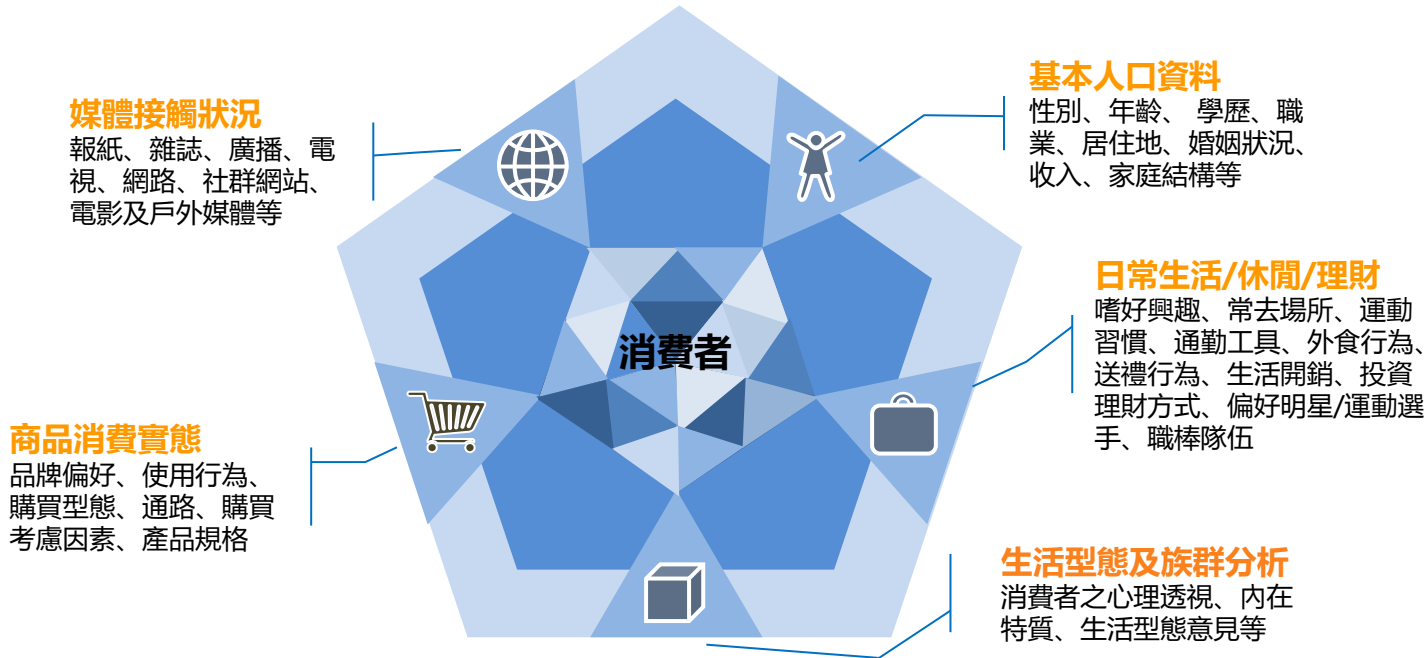 媒體接觸狀況
報紙、雜誌、廣播、電
視、網路、社群網站、
電影及戶外媒體等
基本人口資料
性別、年齡、 學歷、職
業、居住地、婚姻狀況、
收入、家庭結構等
日常生活/休閒/理財
嗜好興趣、常去場所、運動
習慣、通勤工具、外食行為、
送禮行為、生活開銷、投資
理財方式、偏好明星/運動選
手、職棒隊伍
消費者
商品消費實態
品牌偏好、使用行為、
購買型態、通路、購買
考慮因素、產品規格
生活型態及族群分析
消費者之心理透視、內在
特質、生活型態意見等